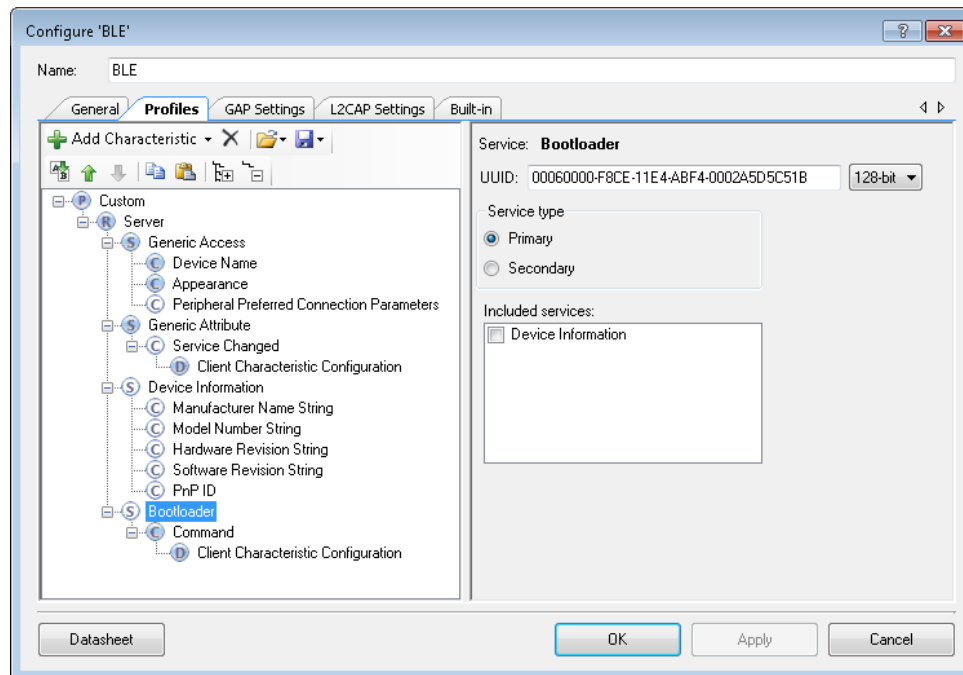 Configure 'BLE'
Name: BLE
General Profiles GAP Settings L2CAP Settings Built-in
Add Characteristic
P Custom
R Server
S Generic Access
C Device Name
C Appearance
C Peripheral Preferred Connection Parameters
S Generic Attribute
C Service Changed
D Client Characteristic Configuration
S Device Information
C Manufacturer Name String
C Model Number String
C Hardware Revision String
C Software Revision String
C PnP ID
S Bootloader
C Command
D Client Characteristic Configuration
Service: Bootloader
UUID: 00060000-F8CE-11E4-ABF4-0002A5D5C51B 128-bit
Service type
Primary
Secondary
Included services:
Device Information
Datasheet OK Apply Cancel